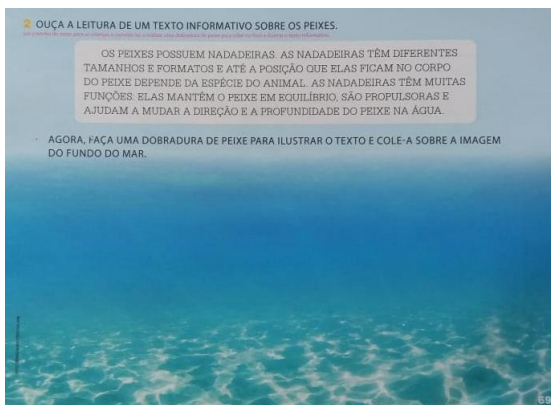 2 OUÇA A LEITURA DE UM TEXTO INFORMATIVO SOBRE OS PEIXES.
OS PEIXES POSSUEM NADADEIRAS. AS NADADEIRAS TÊM DIFERENTES
TAMANHOS E FORMATOS E ATÉ A POSIÇÃO QUE ELAS FICAM NO CORPO
DO PEIXE DEPENDE DA ESPÉCIE DO ANIMAL. AS NADADEIRAS TÊM MUITAS
FUNÇÕES: ELAS MANTÊM O PEIXE EM EQUILÍBRIO, SÃO PROPULSORAS E
AJUDAM A MUDAR A DIREÇÃO E A PROFUNDIDADE DO PEIXE NA ÁGUA.
AGORA, FAÇA UMA DOBRADURA DE PEIXE PARA ILUSTRAR O TEXTO E COLE-A SOBRE A IMAGEM
DO FUNDO DO MAR.
69